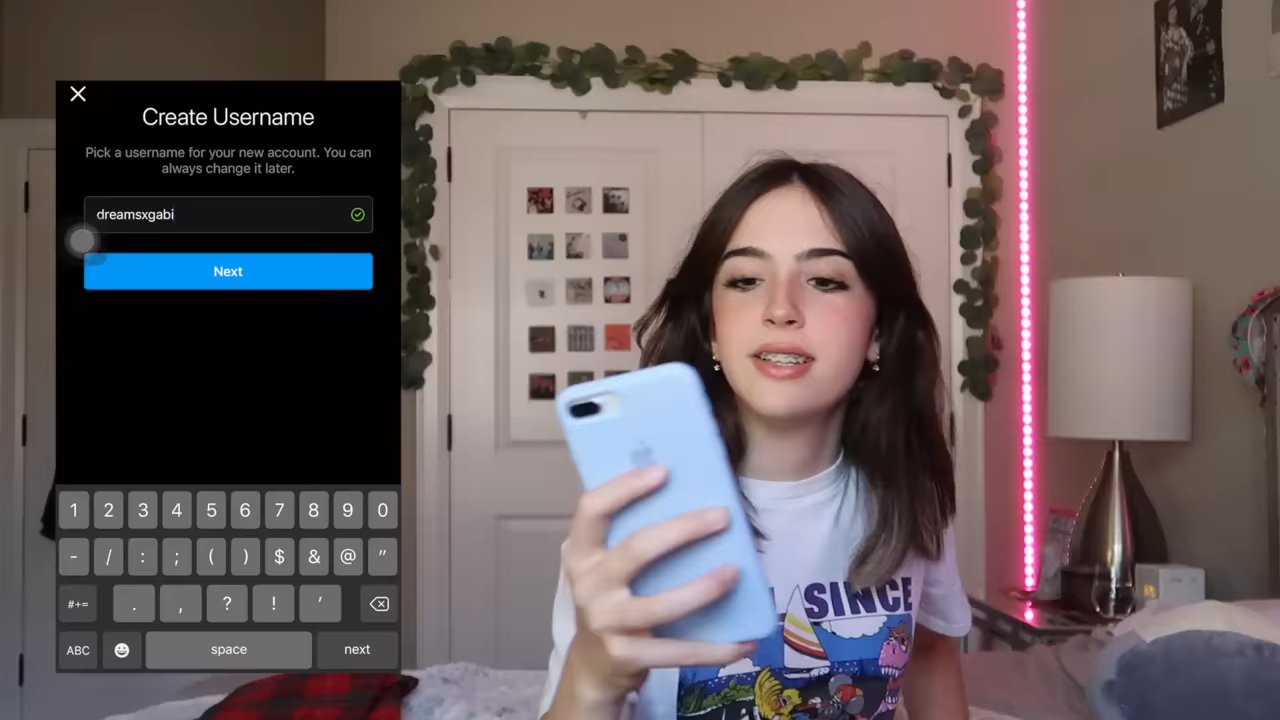 Create Username
Pick a username for your new account. You can
always change it later.
dreamsxgabi
Next
1 2 3 4 5 6 7 8 9 0
- / : ; ( ) $ & @ "
#+= . , ? ! '
ABC space next
SINCE